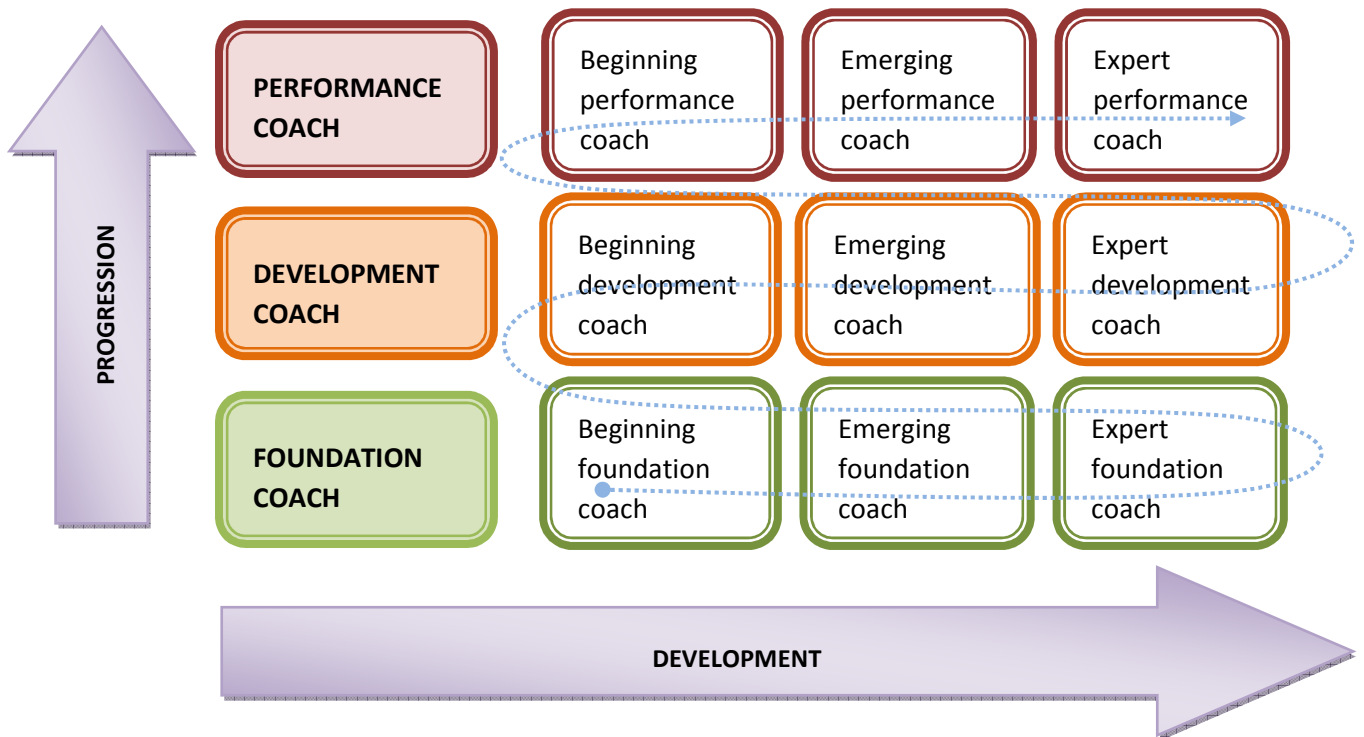 PROGRESSION
PERFORMANCE
COACH
Beginning
performance
coach
Emerging
performance
coach
Expert
performance
coach
DEVELOPMENT
COACH
Beginning
development
coach
Emerging
development
coach
Expert
development
coach
FOUNDATION
COACH
Beginning
foundation
coach
Emerging
foundation
coach
Expert
foundation
coach
DEVELOPMENT